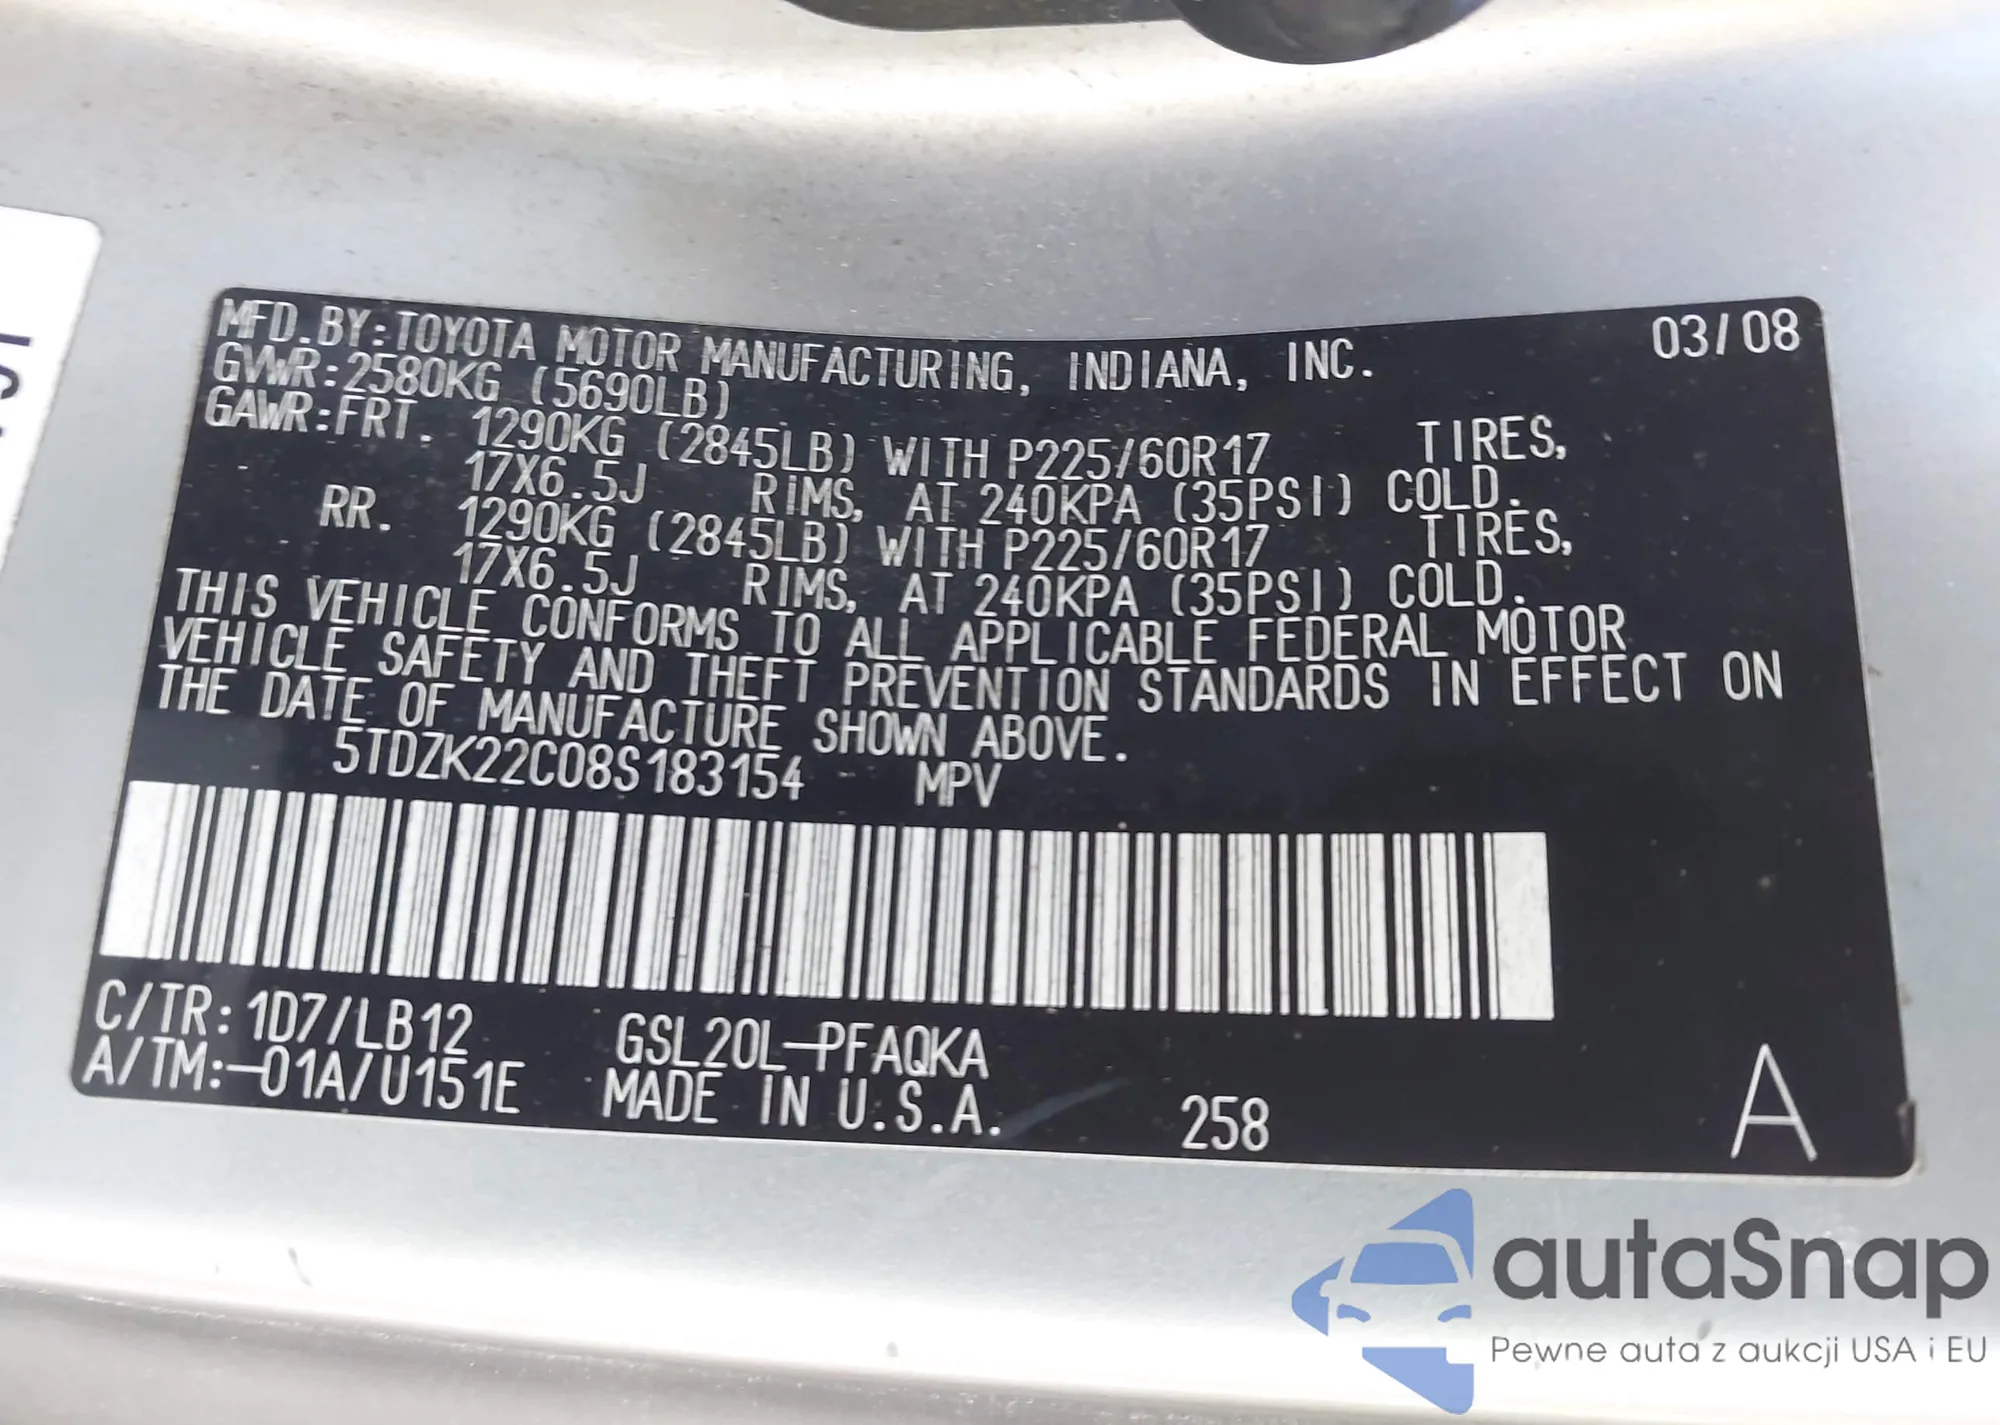 MFD. BY: TOYOTA MOTOR MANUFACTURING, INDIANA, INC. 03/08
GVWR: 2580KG (5690LB)
GAWR: FRT. 1290KG (2845LB) WITH P225/60R17 TIRES,
17X6.5J RIMS, AT 240KPA (35PSI) COLD.
RR. 1290KG (2845LB) WITH P225/60R17 TIRES,
17X6.5J RIMS, AT 240KPA (35PSI) COLD.
THIS VEHICLE CONFORMS TO ALL APPLICABLE FEDERAL MOTOR
VEHICLE SAFETY AND THEFT PREVENTION STANDARDS IN EFFECT ON
THE DATE OF MANUFACTURE SHOWN ABOVE.
5TDZK22C08S183154 MPV
C/TR: 1D7/LB12 GSL20L-PFAQKA
A/TM: -01A/U151E MADE IN U.S.A. 258 A
autaSnap
Pewne auta z aukcji USA i EU